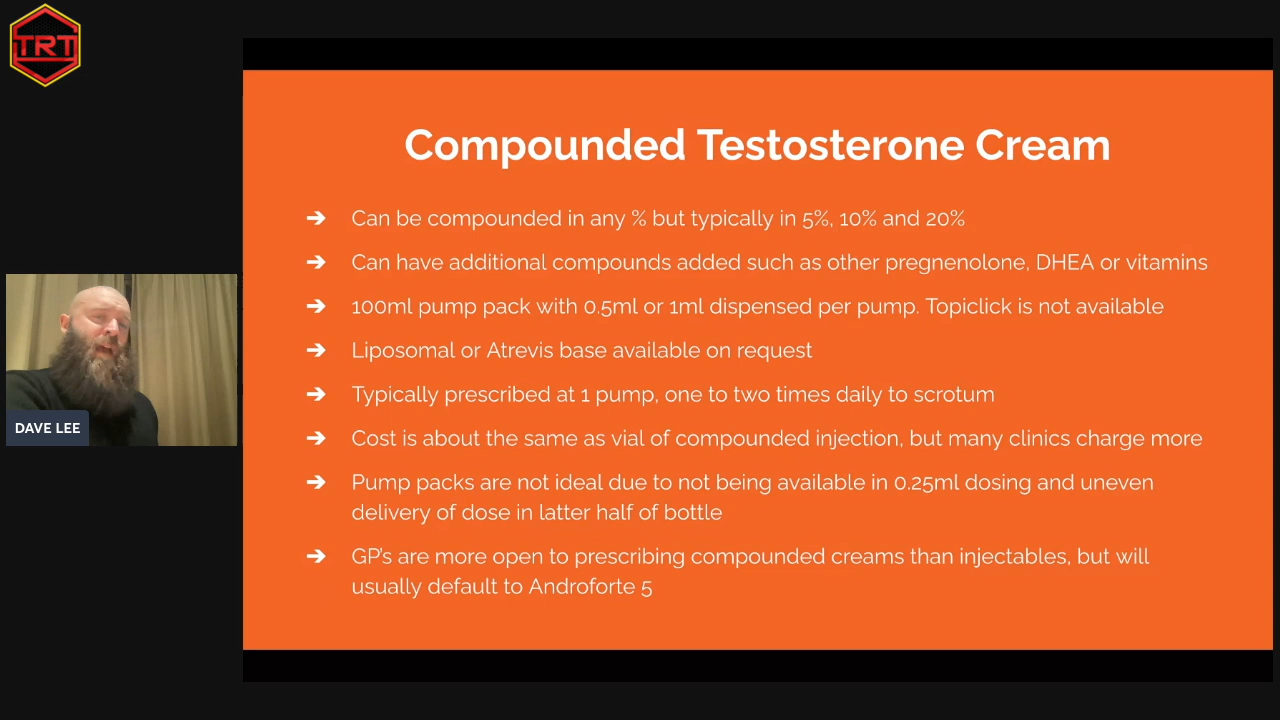 TRT
Compounded Testosterone Cream
➔ Can be compounded in any % but typically in 5%, 10% and 20%
➔ Can have additional compounds added such as other pregnenolone, DHEA or vitamins
➔ 100ml pump pack with 0.5ml or 1ml dispensed per pump. Topiclick is not available
➔ Liposomal or Atrevis base available on request
➔ Typically prescribed at 1 pump, one to two times daily to scrotum
➔ Cost is about the same as vial of compounded injection, but many clinics charge more
➔ Pump packs are not ideal due to not being available in 0.25ml dosing and uneven
delivery of dose in latter half of bottle
➔ GP's are more open to prescribing compounded creams than injectables, but will
usually default to Androforte 5
DAVE LEE